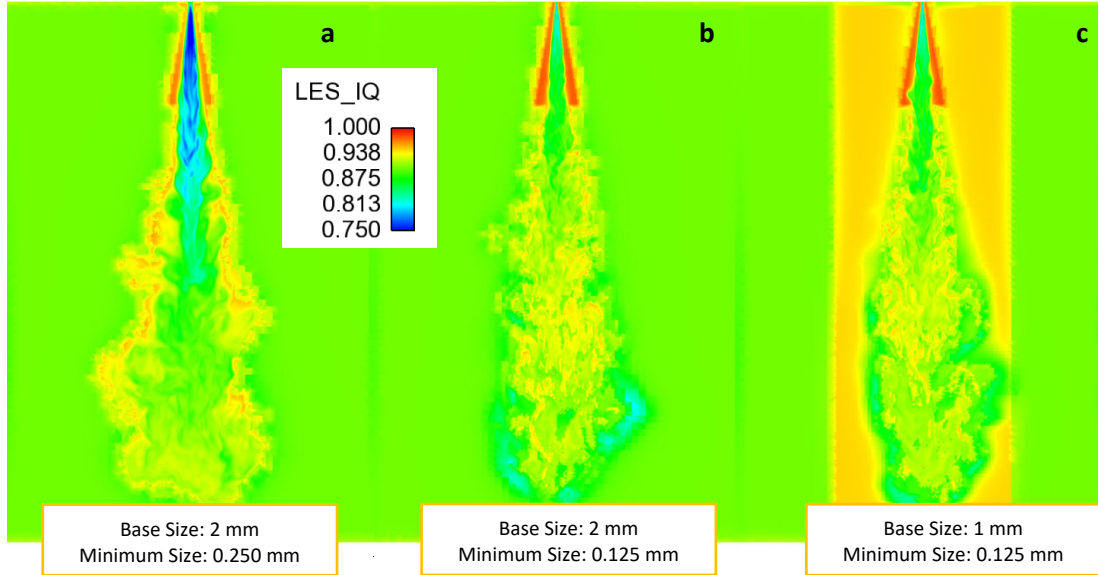 a
b
c
LES_IQ
1.000
0.938
0.875
0.813
0.750
Base Size: 2 mm
Minimum Size: 0.250 mm
Base Size: 2 mm
Minimum Size: 0.125 mm
Base Size: 1 mm
Minimum Size: 0.125 mm